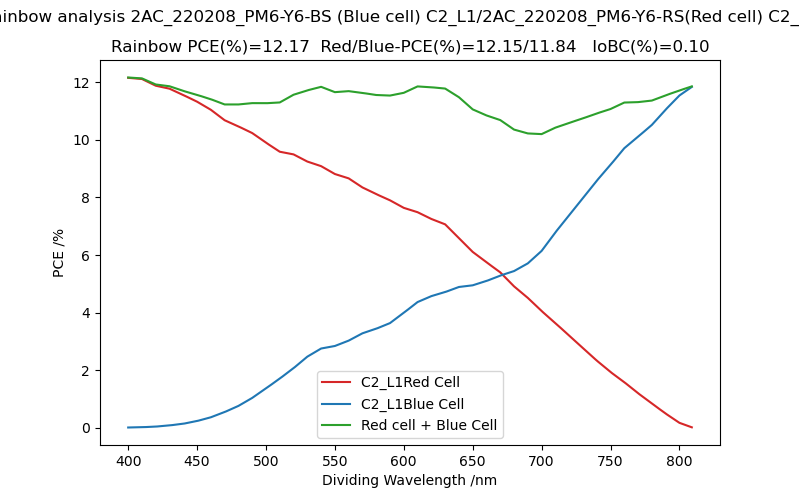 inbow analysis 2AC_220208_PM6-Y6-BS (Blue cell) C2_L1/2AC_220208_PM6-Y6-RS(Red cell) C2_
Rainbow PCE(%)=12.17 Red/Blue-PCE(%)=12.15/11.84 IoBC(%)=0.10
12
10
8
6
4
2
0
PCE /%
C2_L1Red Cell
C2_L1Blue Cell
Red cell + Blue Cell
400 450 500 550 600 650 700 750 800
Dividing Wavelength /nm